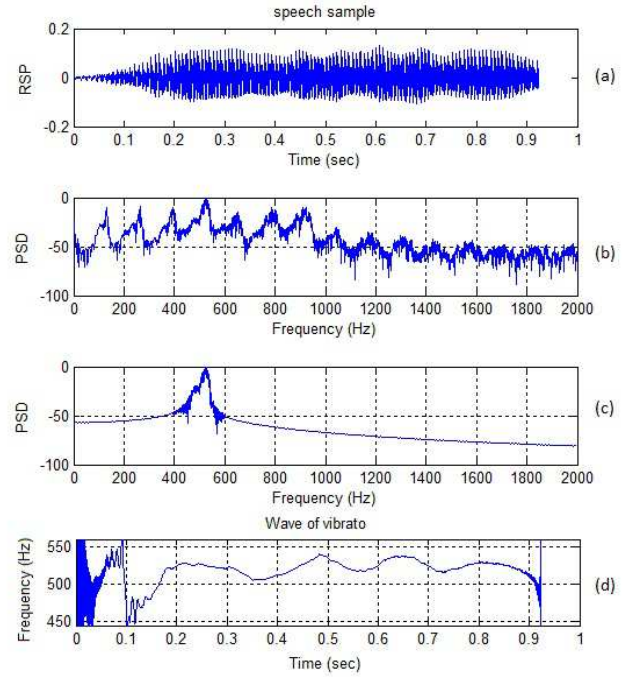 speech sample
0.2
0
-0.2
RSP
0 0.1 0.2 0.3 0.4 0.5 0.6 0.7 0.8 0.9 1
Time (sec)
(a)
0
-50
-100
PSD
0 200 400 600 800 1000 1200 1400 1600 1800 2000
Frequency (Hz)
(b)
0
-50
-100
PSD
0 200 400 600 800 1000 1200 1400 1600 1800 2000
Frequency (Hz)
(c)
Wave of vibrato
550
500
450
Frequency (Hz)
0 0.1 0.2 0.3 0.4 0.5 0.6 0.7 0.8 0.9 1
Time (sec)
(d)